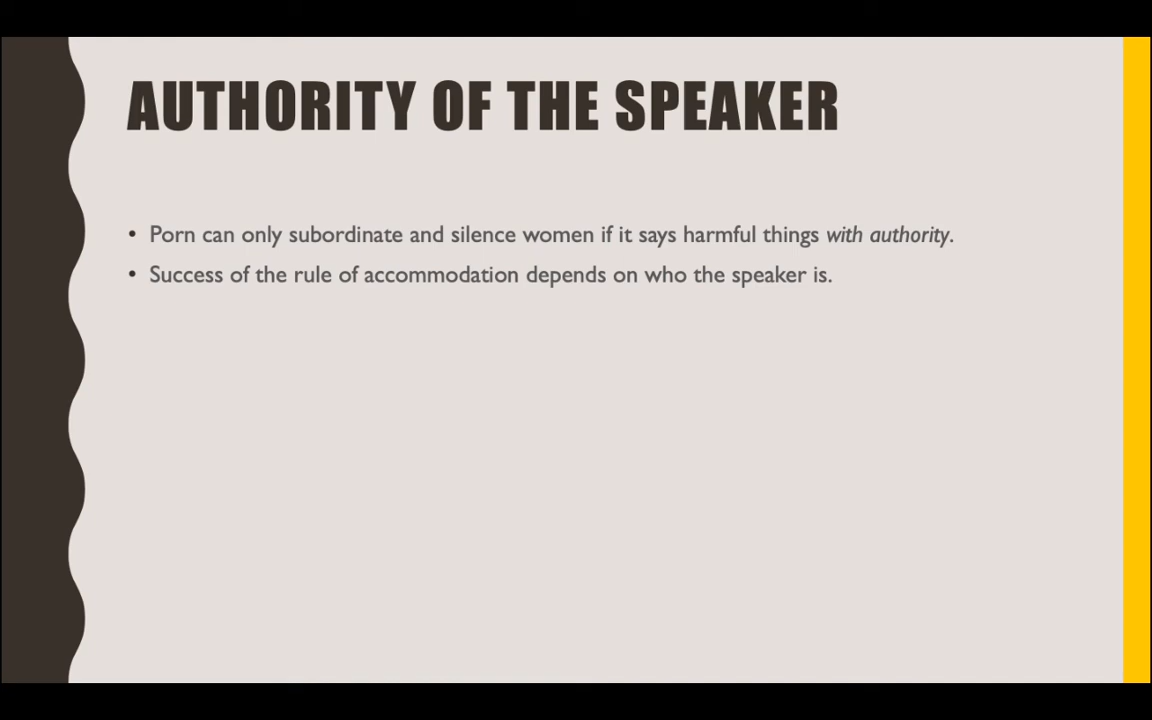 AUTHORITY OF THE SPEAKER
• Porn can only subordinate and silence women if it says harmful things with authority.
• Success of the rule of accommodation depends on who the speaker is.